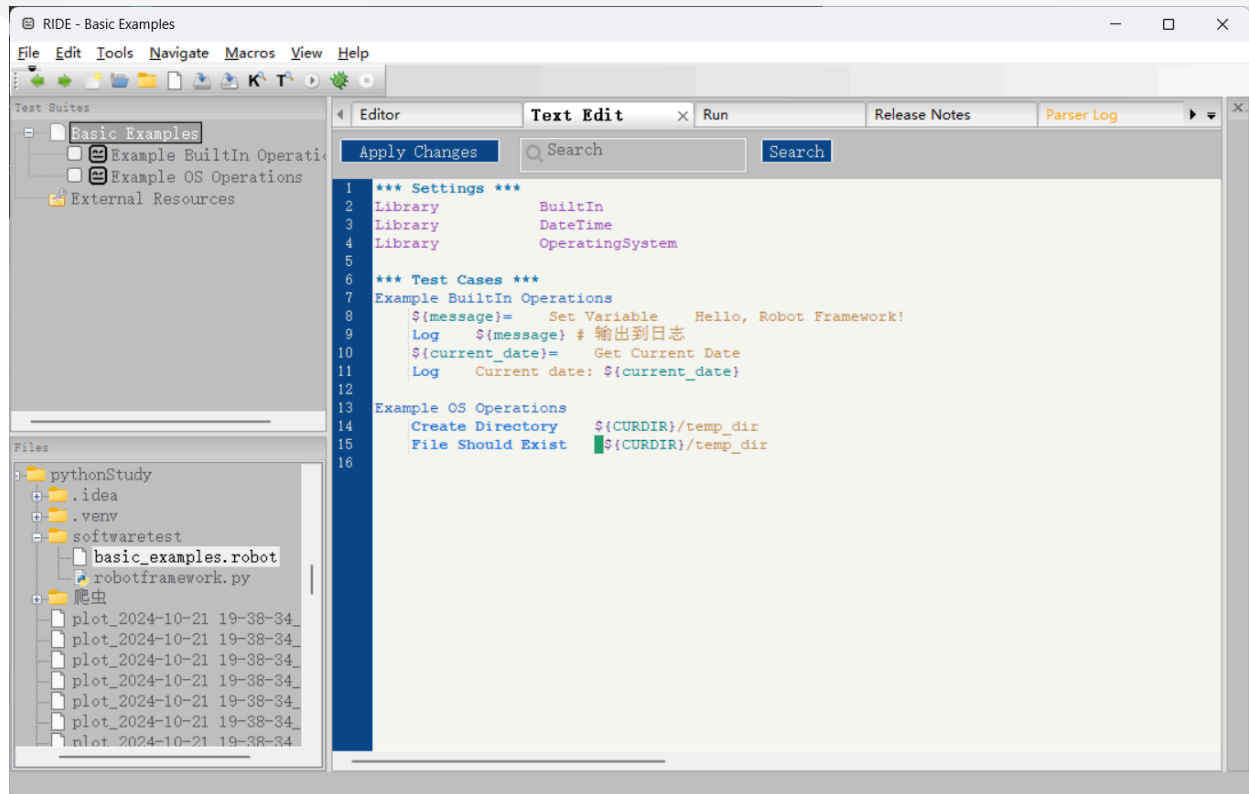 RIDE - Basic Examples
File Edit Tools Navigate Macros View Help
Test Suites
Basic Examples
Example BuiltIn Operati
Example OS Operations
External Resources
Files
pythonStudy
.idea
.venv
softwaretest
basic_examples.robot
robotframework.py
爬虫
plot_2024-10-21 19-38-34_
plot_2024-10-21 19-38-34_
plot_2024-10-21 19-38-34_
plot_2024-10-21 19-38-34_
plot_2024-10-21 19-38-34_
plot_2024-10-21 19-38-34_
plot_2024-10-21 19-38-34
Editor Text Edit Run Release Notes Parser Log
Apply Changes Search Search
1 *** Settings ***
2 Library BuiltIn
3 Library DateTime
4 Library OperatingSystem
5
6 *** Test Cases ***
7 Example BuiltIn Operations
8 ${message}= Set Variable Hello, Robot Framework!
9 Log ${message} # 输出到日志
10 ${current_date}= Get Current Date
11 Log Current date: ${current_date}
12
13 Example OS Operations
14 Create Directory ${CURDIR}/temp_dir
15 File Should Exist ${CURDIR}/temp_dir
16